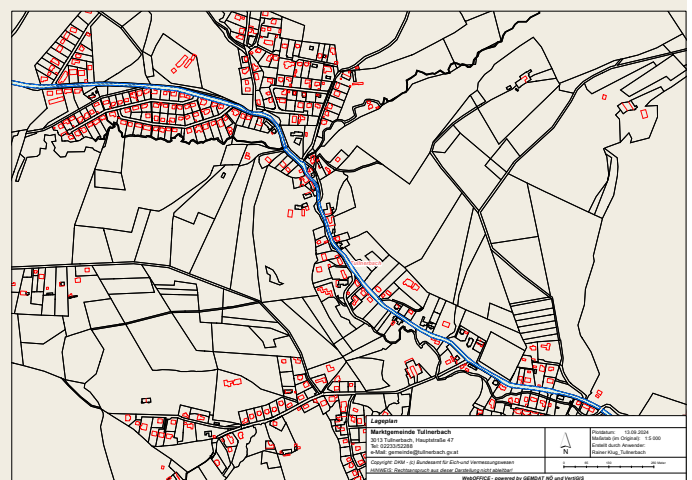 Tullnerbach
Lageplan
Marktgemeinde Tullnerbach
3013 Tullnerbach, Hauptstraße 47
Tel: 02233/52288
e-Mail: gemeinde@tullnerbach.gv.at
Copyright: DKM - (c) Bundesamt für Eich-und Vermessungswesen
HINWEIS: Rechtsanspruch aus dieser Darstellung nicht ableitbar!
N
Plondatum: 13.09.2024
Maßstab (im Original): 1:5 000
Erstellt durch Anwender:
Rainer Klug_Tullnerbach
WebOFFICE - powered by GEMDAT NÖ und VertiGIS